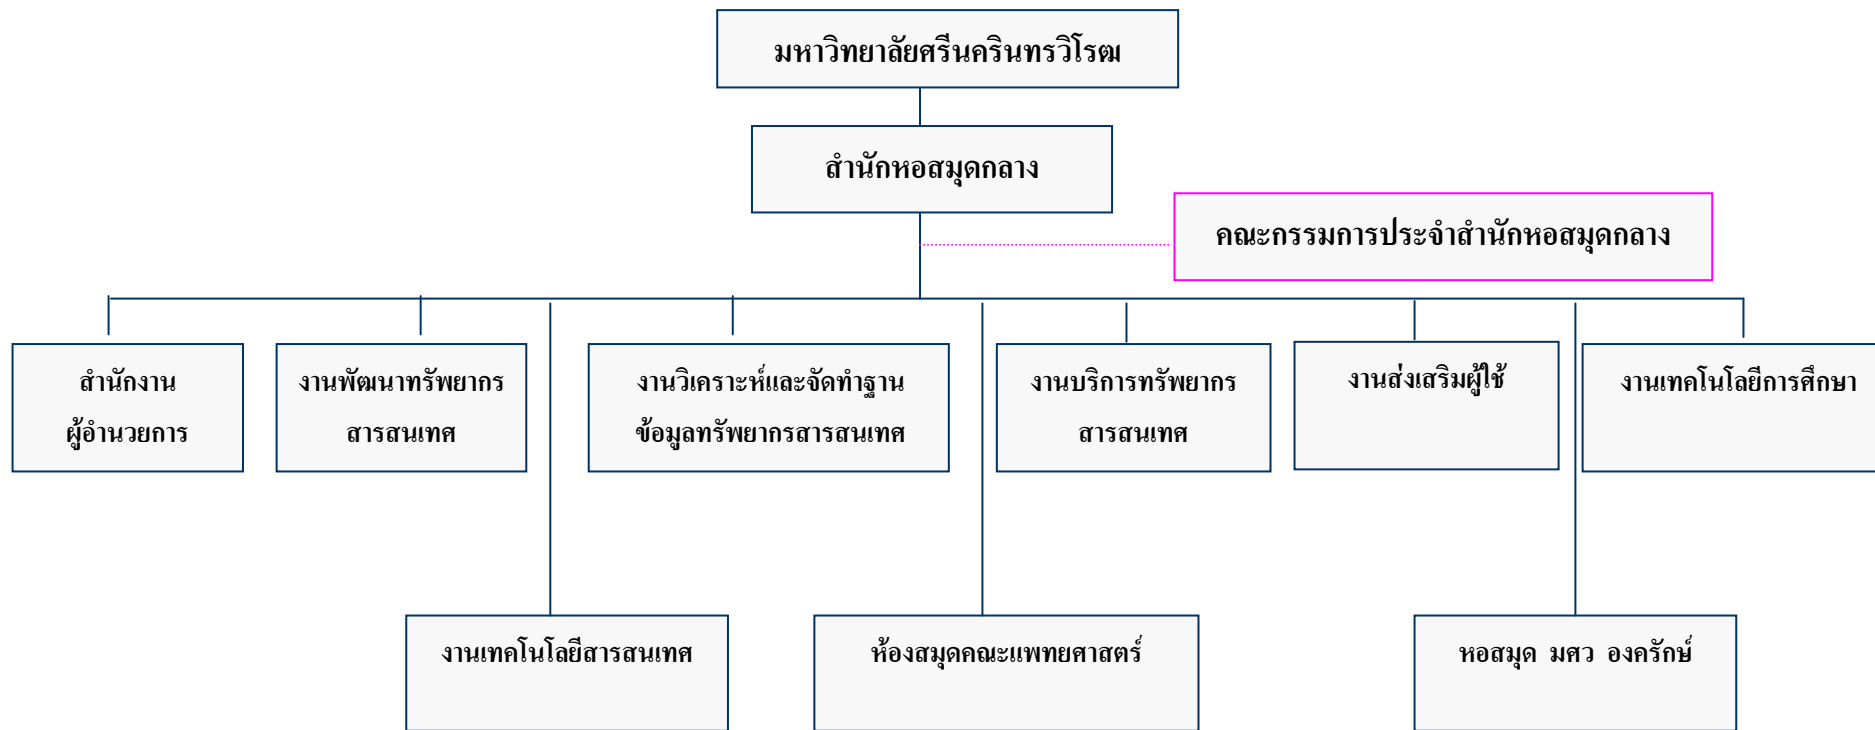 มหาวิทยาลัยศรีนครินทรวิโรฒ
สำนักหอสมุดกลาง
คณะกรรมการประจำสำนักหอสมุดกลาง
สำนักงาน
ผู้อำนวยการ
งานพัฒนาทรัพยากร
สารสนเทศ
งานวิเคราะห์และจัดทำฐาน
ข้อมูลทรัพยากรสารสนเทศ
งานบริการทรัพยากร
สารสนเทศ
งานส่งเสริมผู้ใช้
งานเทคโนโลยีการศึกษา
งานเทคโนโลยีสารสนเทศ
ห้องสมุดคณะแพทยศาสตร์
หอสมุด มศว องครักษ์